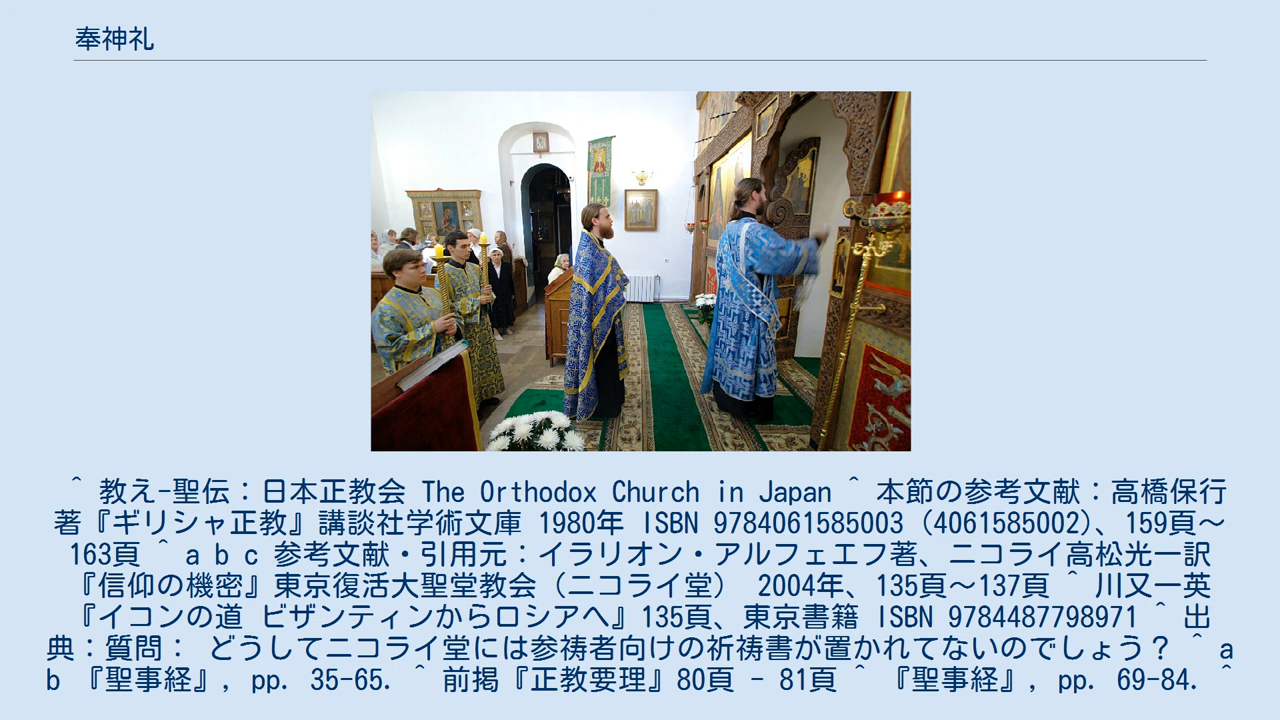 奉神礼
^ 教え-聖伝：日本正教会 The Orthodox Church in Japan ^ 本節の参考文献：高橋保行
著『ギリシャ正教』講談社学術文庫 1980年 ISBN 9784061585003 (4061585002)、159頁〜
163頁 ^ a b c 参考文献・引用元：イラリオン・アルフェエフ著、ニコライ高松光一訳
『信仰の機密』東京復活大聖堂教会（ニコライ堂） 2004年、135頁〜137頁 ^ 川又一英
『イコンの道 ビザンティンからロシアへ』135頁、東京書籍 ISBN 9784487798971 ^ 出
典：質問： どうしてニコライ堂には参祷者向けの祈祷書が置かれてないのでしょう？ ^ a
b 『聖事経』, pp. 35-65. ^ 前掲『正教要理』80頁 - 81頁 ^ 『聖事経』, pp. 69-84. ^